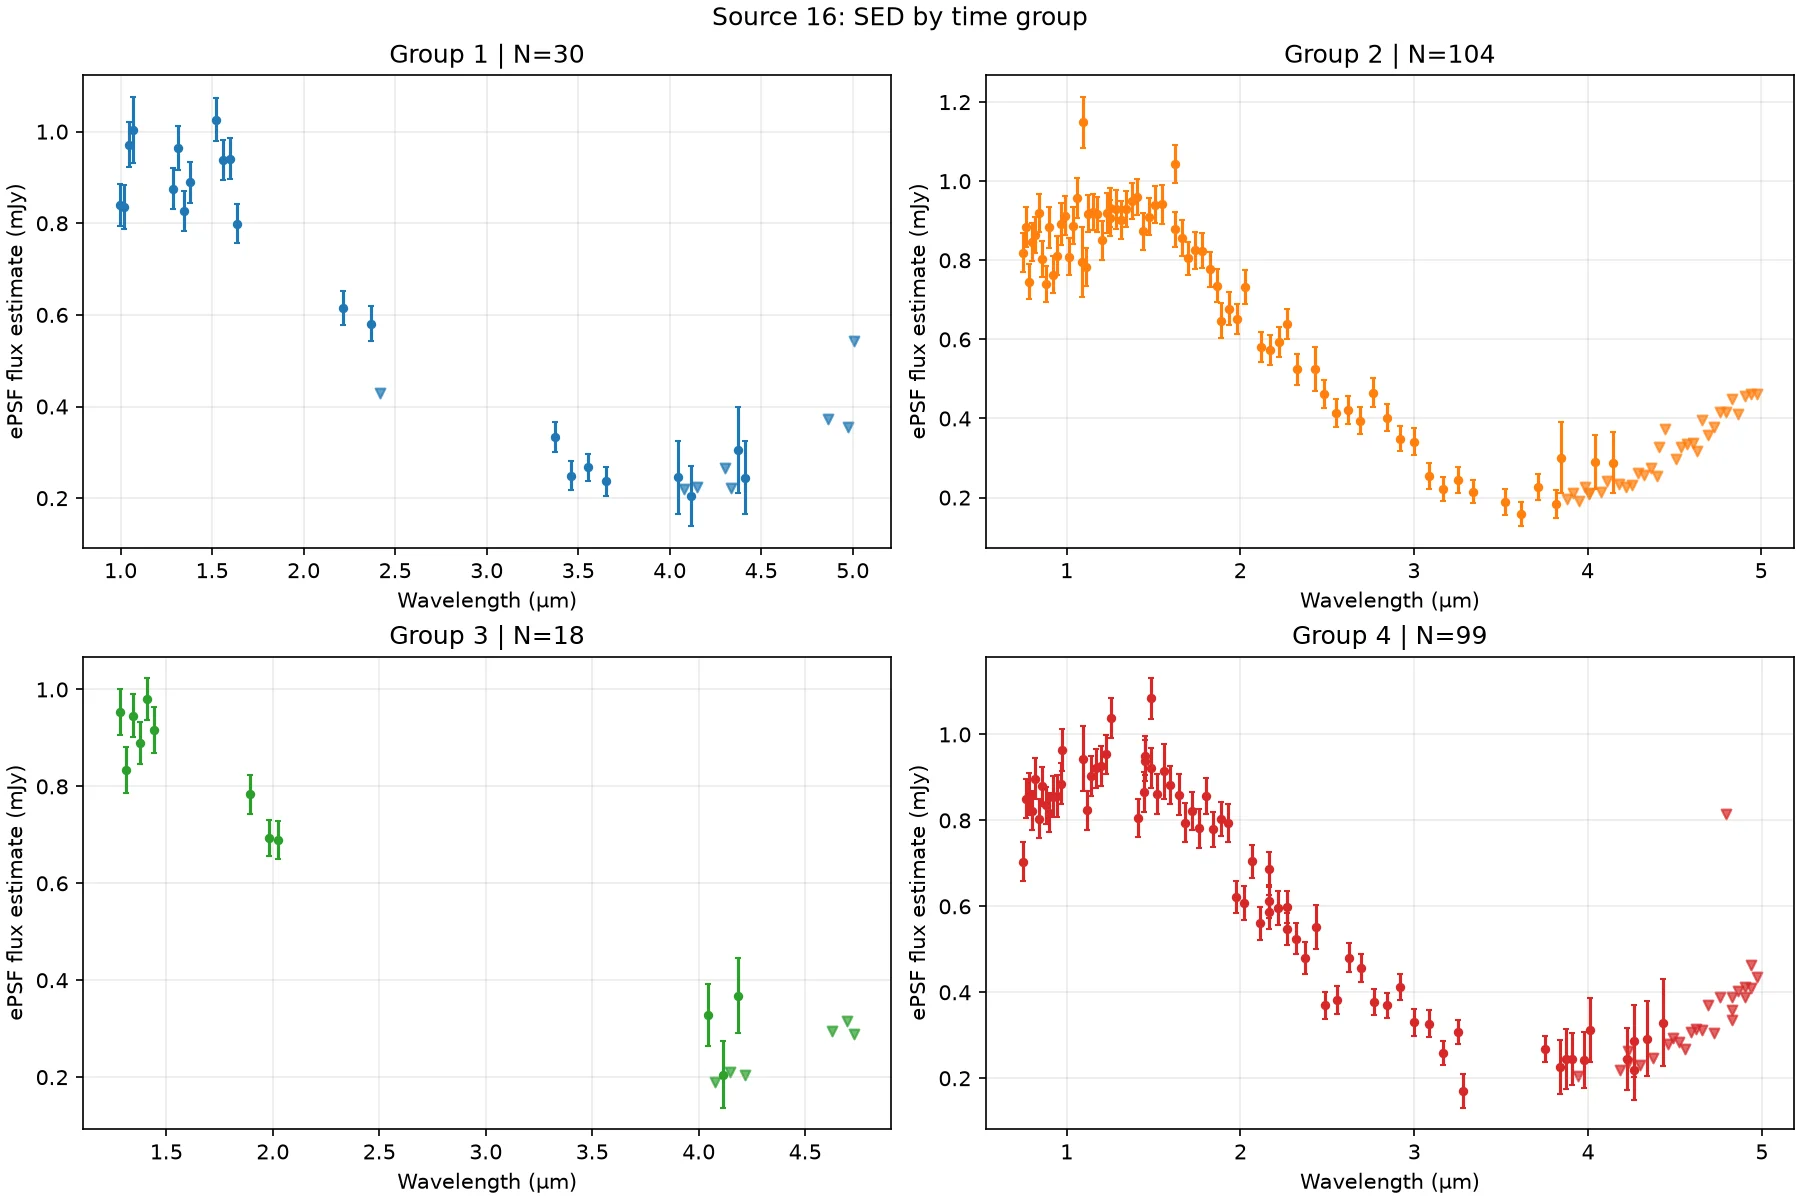 Source 16: SED by time group
Group 1 | N=30
ePSF flux estimate (mJy)
1.0
0.8
0.6
0.4
0.2
1.0 1.5 2.0 2.5 3.0 3.5 4.0 4.5 5.0
Wavelength (µm)
Group 2 | N=104
ePSF flux estimate (mJy)
1.2
1.0
0.8
0.6
0.4
0.2
1 2 3 4 5
Wavelength (µm)
Group 3 | N=18
ePSF flux estimate (mJy)
1.0
0.8
0.6
0.4
0.2
1.5 2.0 2.5 3.0 3.5 4.0 4.5
Wavelength (µm)
Group 4 | N=99
ePSF flux estimate (mJy)
1.0
0.8
0.6
0.4
0.2
1 2 3 4 5
Wavelength (µm)